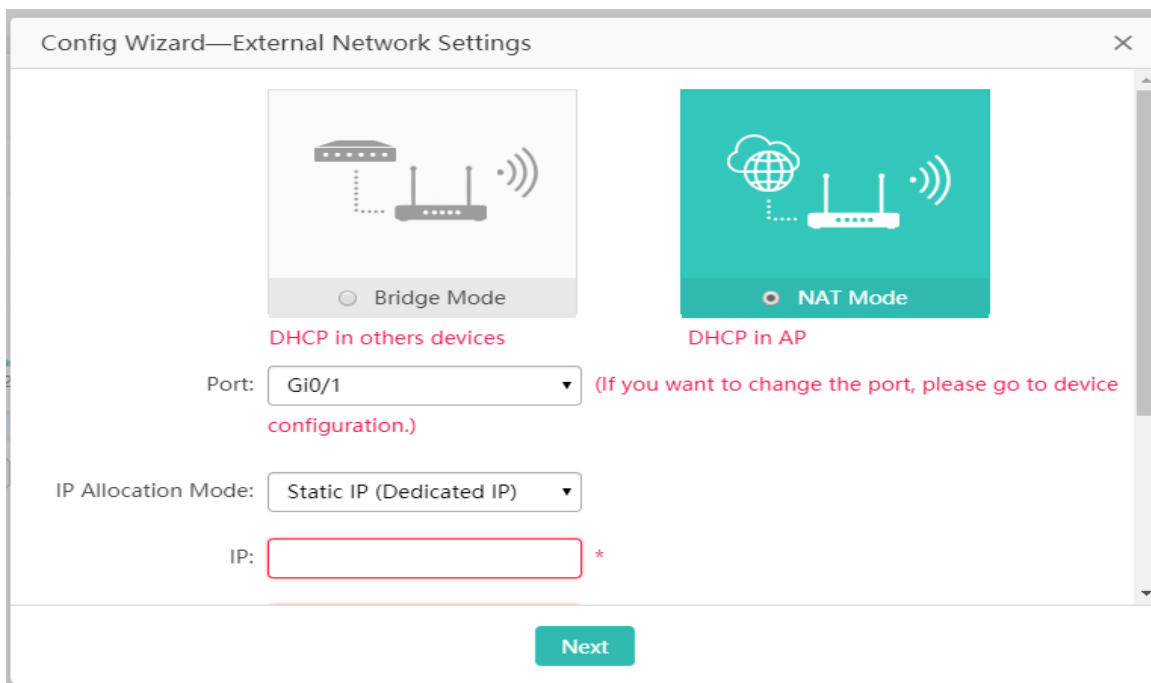 Config Wizard—External Network Settings
Bridge Mode
NAT Mode
DHCP in others devices
DHCP in AP
Port:
Gi0/1
(If you want to change the port, please go to device
configuration.)
IP Allocation Mode:
Static IP (Dedicated IP)
IP:
*
Next